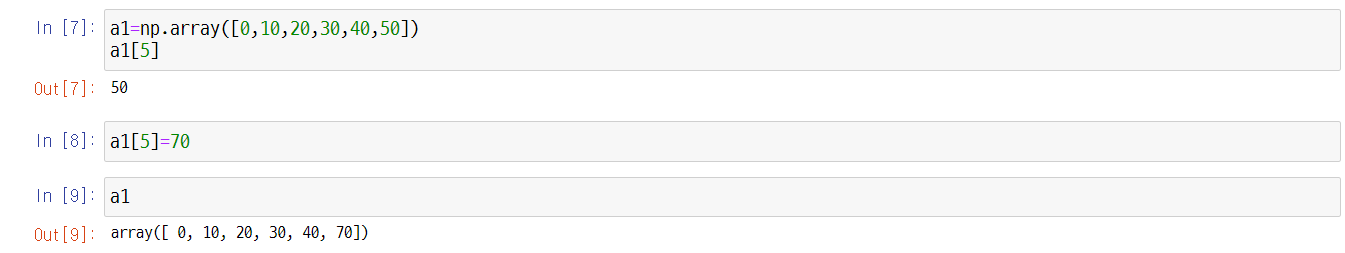 In [7]: a1=np.array([0,10,20,30,40,50])
a1[5]
Out[7]: 50
In [8]: a1[5]=70
In [9]: a1
Out[9]: array([ 0, 10, 20, 30, 40, 70])